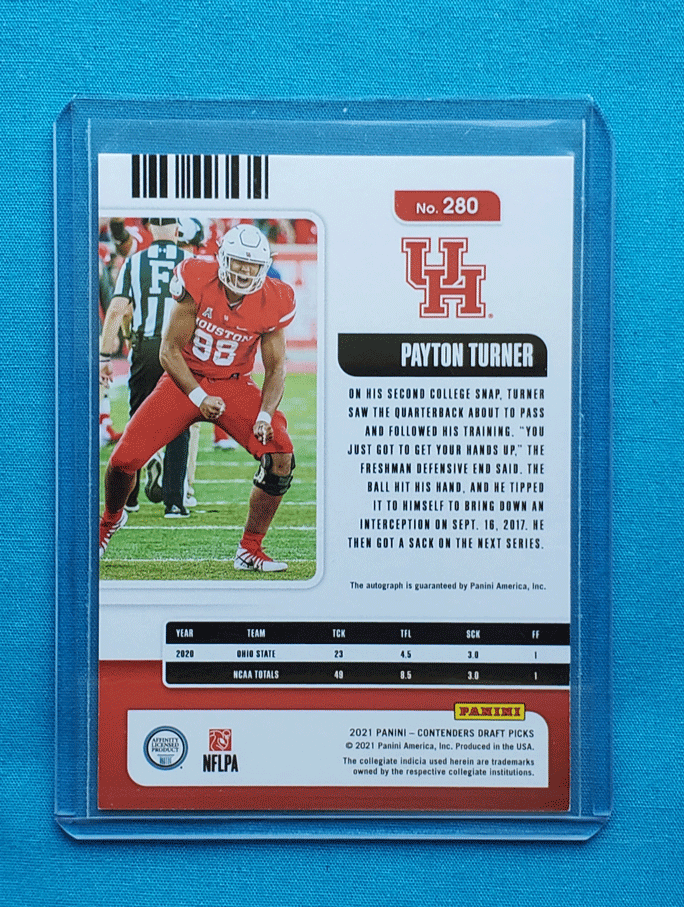 No. 280
UH
PAYTON TURNER
HOUSTON
98
F
ON HIS SECOND COLLEGE SNAP, TURNER
SAW THE QUARTERBACK ABOUT TO PASS
AND FOLLOWED HIS TRAINING. "YOU
JUST GOT TO GET YOUR HANDS UP," THE
FRESHMAN DEFENSIVE END SAID. THE
BALL HIT HIS HAND, AND HE TIPPED
IT TO HIMSELF TO BRING DOWN AN
INTERCEPTION ON SEPT. 16, 2017. HE
THEN GOT A SACK ON THE NEXT SERIES.
The autograph is guaranteed by Panini America, Inc.
YEAR TEAM TCK TFL SCK FF
2020 OHIO STATE 23 4.5 3.0 1
NCAA TOTALS 49 8.5 3.0 1
PANINI
2021 PANINI – CONTENDERS DRAFT PICKS
© 2021 Panini America, Inc. Produced in the USA.
The collegiate indicia used herein are trademarks
owned by the respective collegiate institutions.
AFFINITY
LICENSED
PRODUCT
NFLPA